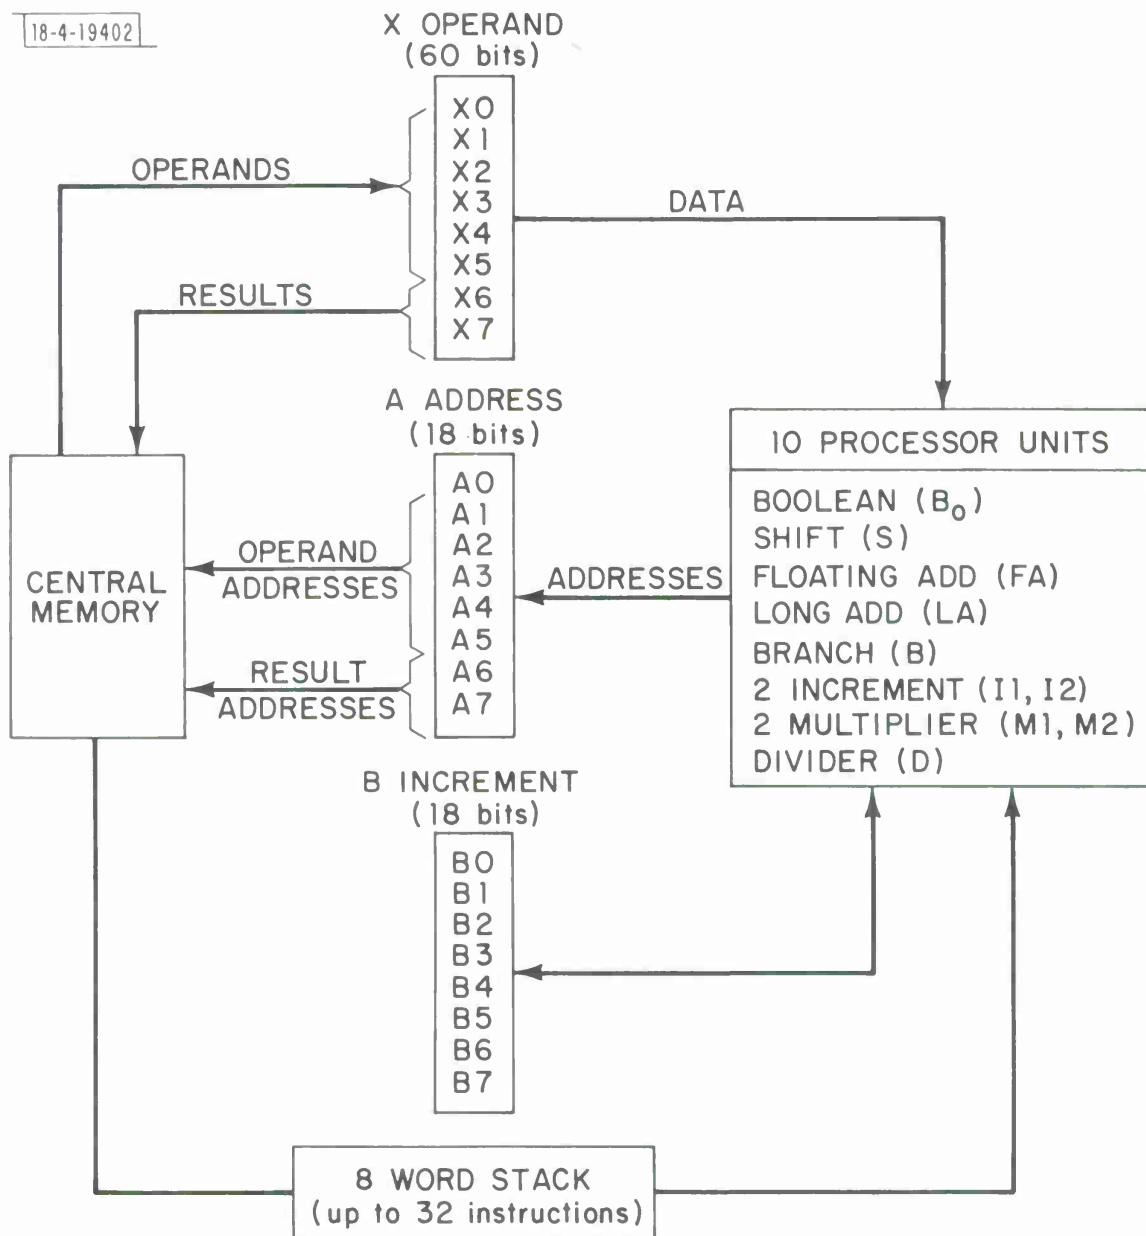 18-4-19402
X OPERAND
(60 bits)
X0
X1
X2
X3
X4
X5
X6
X7
OPERANDS
RESULTS
DATA
A ADDRESS
(18 bits)
A0
A1
A2
A3
A4
A5
A6
A7
CENTRAL
MEMORY
OPERAND
ADDRESSES
RESULT
ADDRESSES
ADDRESSES
10 PROCESSOR UNITS
BOOLEAN (B₀)
SHIFT (S)
FLOATING ADD (FA)
LONG ADD (LA)
BRANCH (B)
2 INCREMENT (I1, I2)
2 MULTIPLIER (M1, M2)
DIVIDER (D)
B INCREMENT
(18 bits)
B0
B1
B2
B3
B4
B5
B6
B7
8 WORD STACK
(up to 32 instructions)